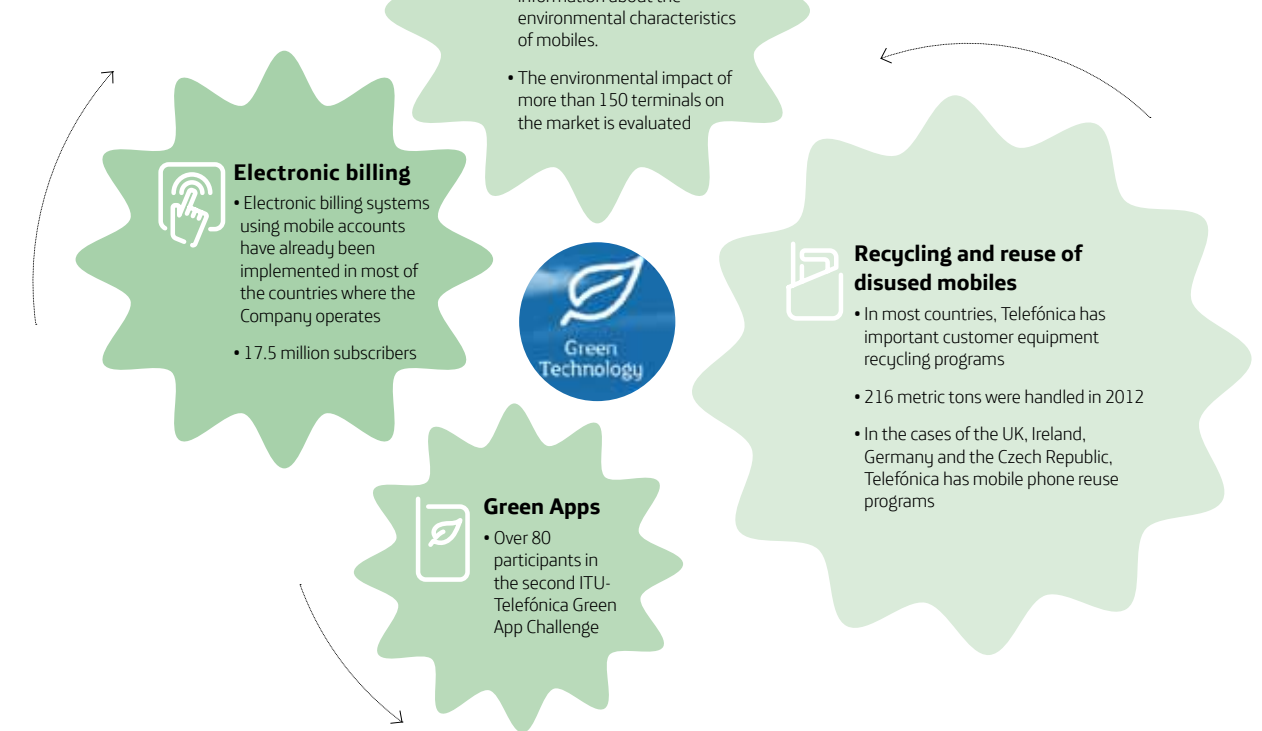 information about the
environmental characteristics
of mobiles.
• The environmental impact of
more than 150 terminals on
the market is evaluated
Electronic billing
• Electronic billing systems
using mobile accounts
have already been
implemented in most of
the countries where the
Company operates
• 17.5 million subscribers
Green
Technology
Recycling and reuse of
disused mobiles
• In most countries, Telefónica has
important customer equipment
recycling programs
• 216 metric tons were handled in 2012
• In the cases of the UK, Ireland,
Germany and the Czech Republic,
Telefónica has mobile phone reuse
programs
Green Apps
• Over 80
participants in
the second ITU-
Telefónica Green
App Challenge